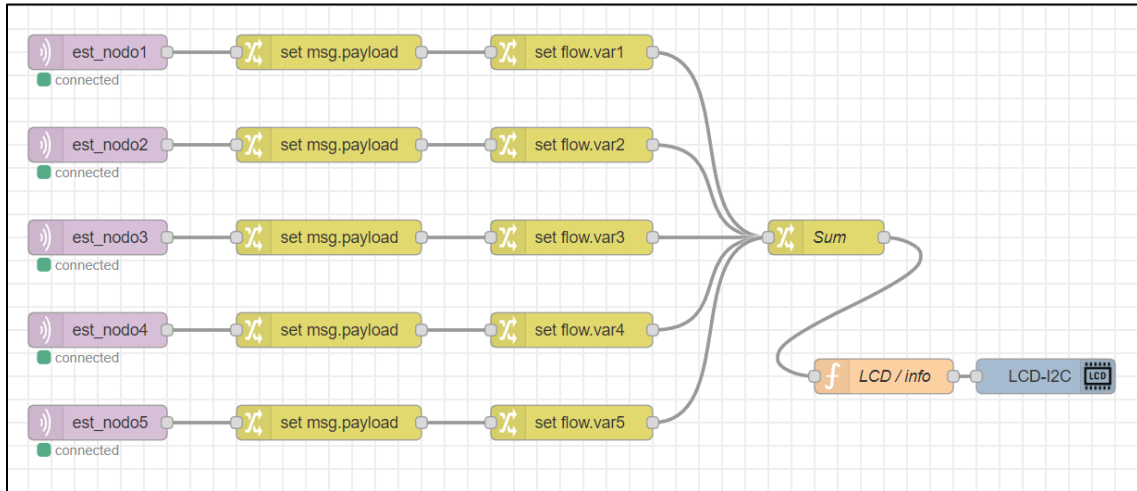 est_nodo1 set msg.payload set flow.var1
connected
est_nodo2 set msg.payload set flow.var2
connected
est_nodo3 set msg.payload set flow.var3 Sum
connected
est_nodo4 set msg.payload set flow.var4
connected
LCD / info LCD-I2C LCD
est_nodo5 set msg.payload set flow.var5
connected